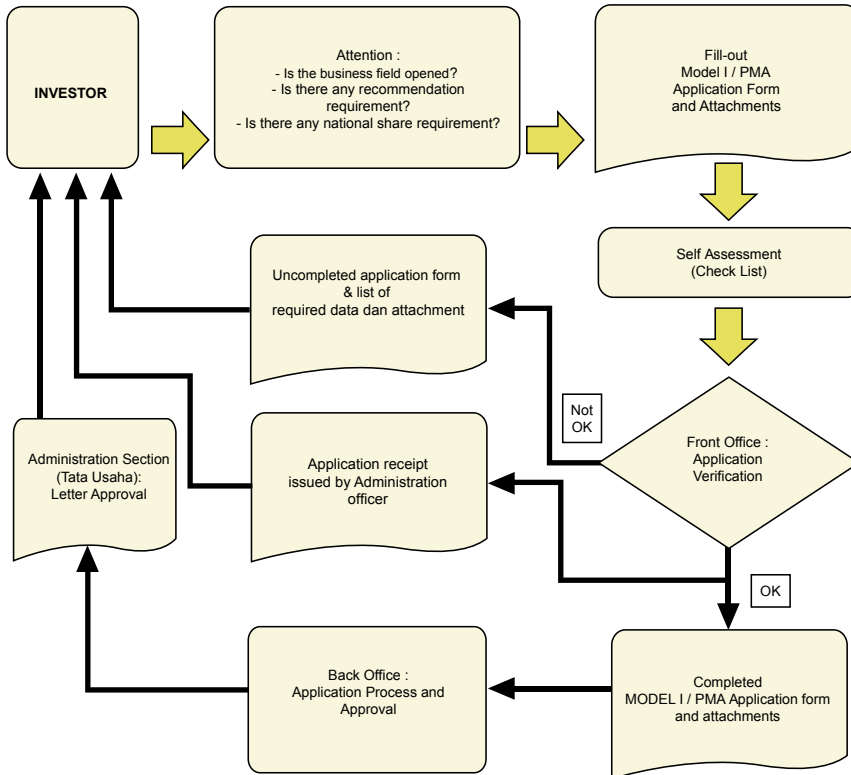 INVESTOR
Attention :
- Is the business field opened?
- Is there any recommendation
requirement?
- Is there any national share requirement?
Fill-out
Model I / PMA
Application Form
and Attachments
Self Assessment
(Check List)
Uncompleted application form
& list of
required data dan attachment
Not
OK
Front Office :
Application
Verification
Administration Section
(Tata Usaha):
Letter Approval
Application receipt
issued by Administration
officer
OK
Back Office :
Application Process and
Approval
Completed
MODEL I / PMA Application form
and attachments